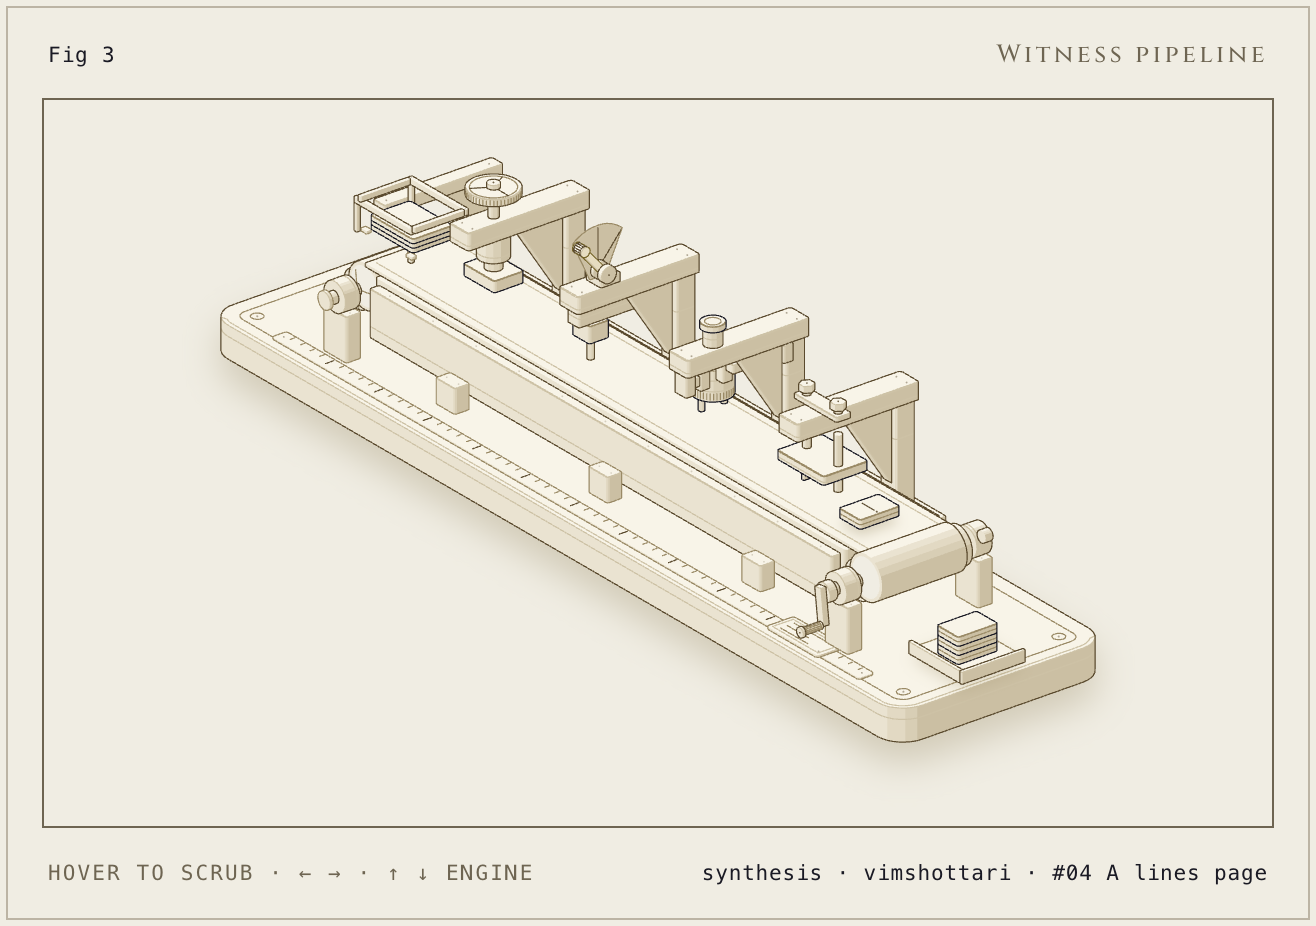 Fig 3
Witness pipeline
HOVER TO SCRUB · ← → · ↑ ↓ ENGINE
synthesis · vimshottari · #04 A lines page